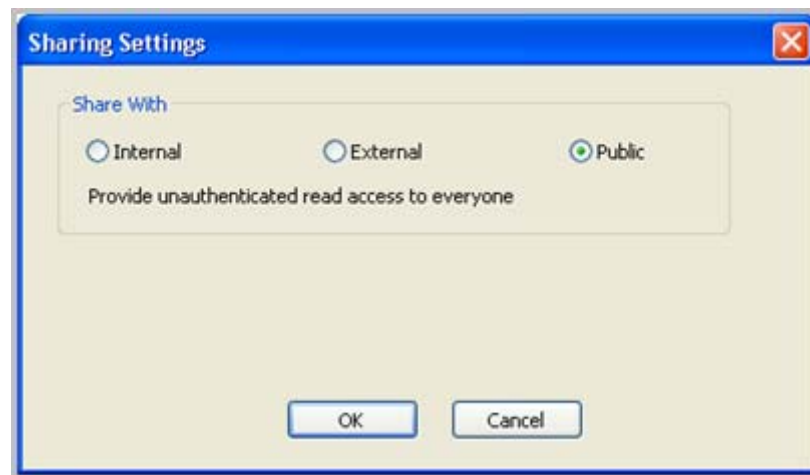 Sharing Settings
Share With
Internal External Public
Provide unauthenticated read access to everyone
OK Cancel